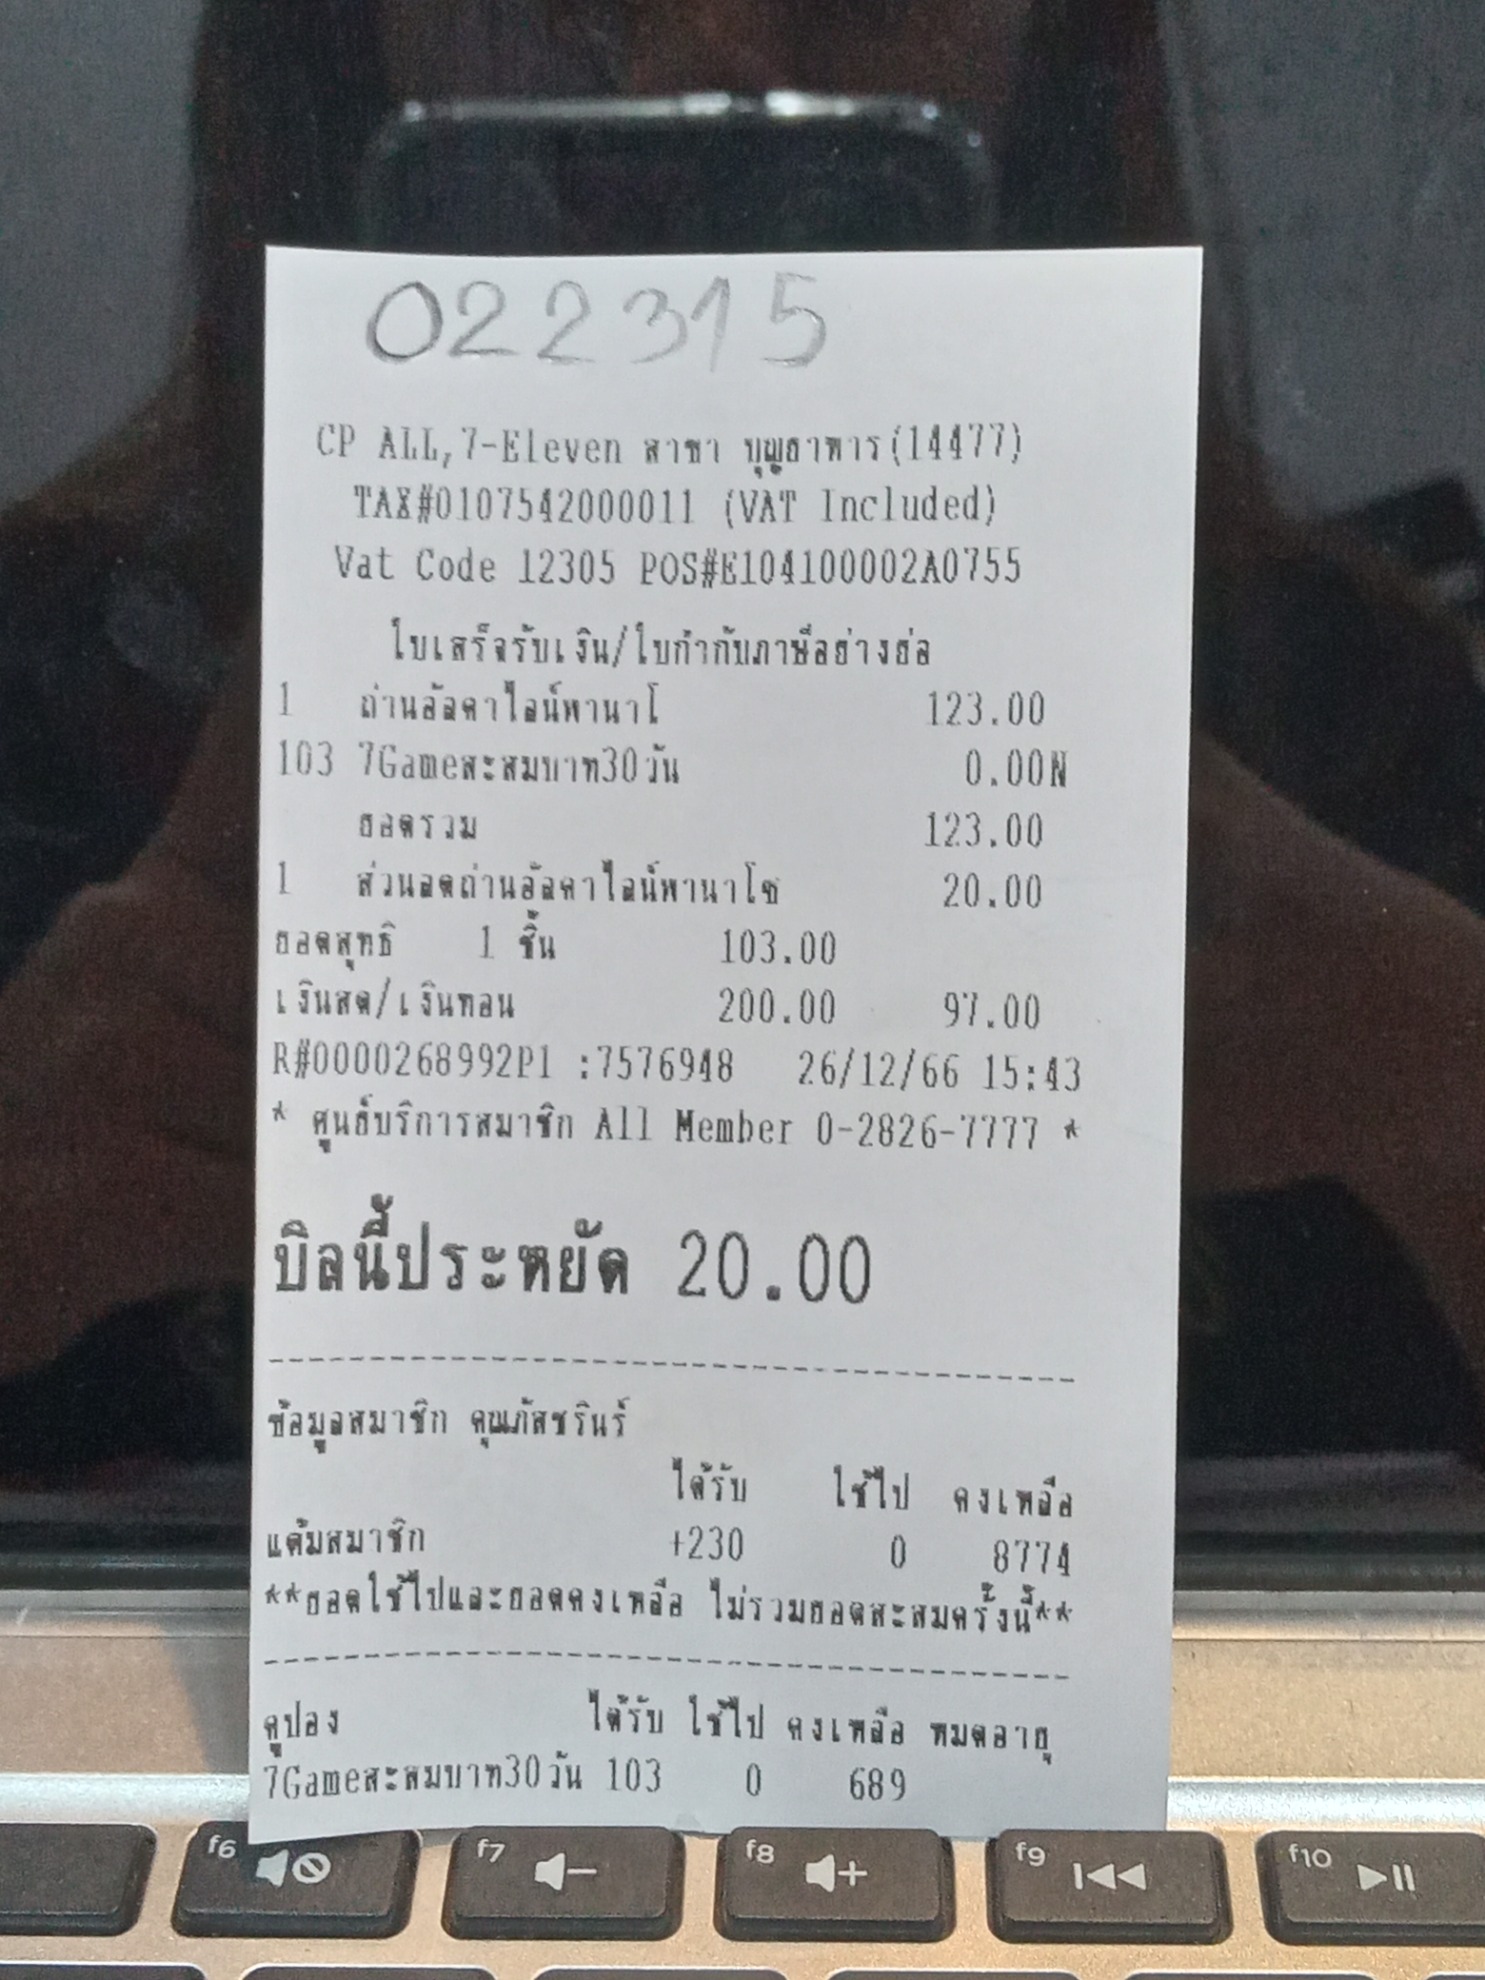 022315
CP ALL,7-Eleven สาขา บุญธาหาร(14477)
TAX#0107542000011 (VAT Included)
Vat Code 12305 POS#E104100002A0755
ใบเสร็จรับเงิน/ใบกำกับภาษีอย่างย่อ
1 ถ่านอัลคาไลน์พานาโ 123.00
103 7Gameสะสมบาท30วัน 0.00N
ยอดรวม 123.00
1 ส่วนลดถ่านอัลคาไลน์พานาโซ 20.00
ยอดสุทธิ 1 ชิ้น 103.00
เงินสด/เงินทอน 200.00 97.00
R#0000268992P1 :7576948 26/12/66 15:43
* ศูนย์บริการสมาชิก All Member 0-2826-7777 *
บิลนี้ประหยัด 20.00
ข้อมูลสมาชิก คุณภัสชรินร์
ได้รับ ใช้ไป คงเหลือ
แต้มสมาชิก +230 0 8774
**ยอดใช้ไปและยอดคงเหลือ ไม่รวมยอดสะสมครั้งนี้**
คูปอง ได้รับ ใช้ไป คงเหลือ หมดอายุ
7Gameสะสมบาท30วัน 103 0 689
f6 f7 f8 f9 f10